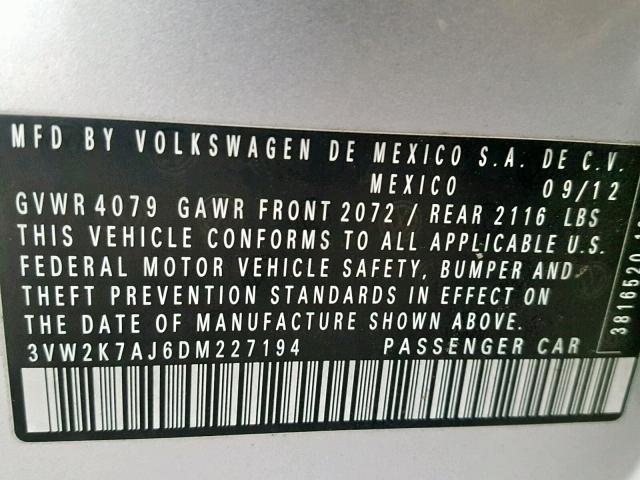 MFD BY VOLKSWAGEN DE MEXICO S.A. DE C.V.
MEXICO 09/12
GVWR 4079 GAWR FRONT 2072 / REAR 2116 LBS
THIS VEHICLE CONFORMS TO ALL APPLICABLE U.S.
FEDERAL MOTOR VEHICLE SAFETY, BUMPER AND
THEFT PREVENTION STANDARDS IN EFFECT ON
THE DATE OF MANUFACTURE SHOWN ABOVE.
3VW2K7AJ6DM227194 PASSENGER CAR